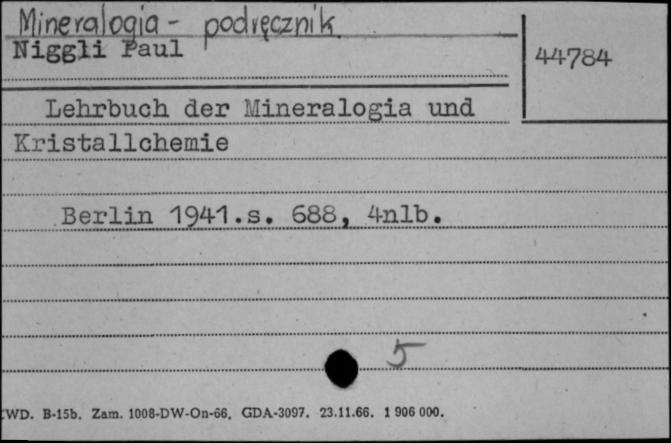 Mineralogia - podręcznik
Niggli Paul
44784
Lehrbuch der Mineralogia und
Kristallchemie
Berlin 1941.s. 688, 4nlb.
5
WD. B-15b. Zam. 1008-DW-On-66. GDA-3097. 23.11.66. 1 906 000.